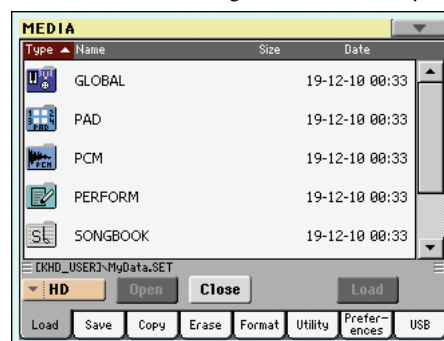 MEDIA
Type Name Size Date
GLOBAL 19-12-10 00:33
PAD 19-12-10 00:33
PCM 19-12-10 00:33
PERFORM 19-12-10 00:33
SONGBOOK 19-12-10 00:33
[KHD_USER]\MyData.SET
HD Open Close Load
Load Save Copy Erase Format Utility Prefer-ences USB